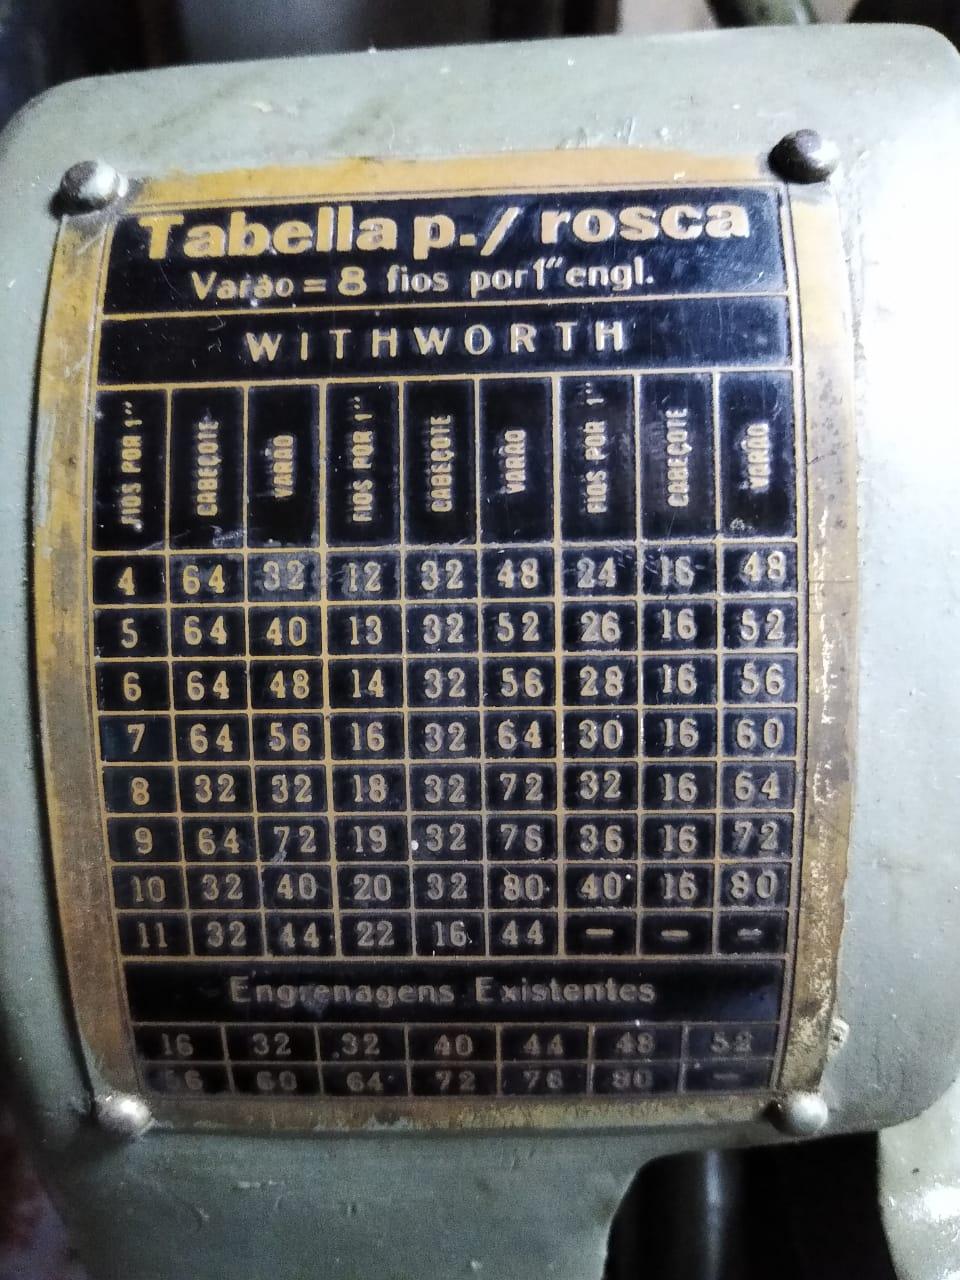 Tabella p./ rosca
Varão = 8 fios por 1" engl.
WITHWORTH
FIOS POR 1" CABEÇOTE VARÃO FIOS POR 1" CABEÇOTE VARÃO FIOS POR 1" CABEÇOTE VARÃO
4 64 32 12 32 48 24 16 48
5 64 40 13 32 52 26 16 52
6 64 48 14 32 56 28 16 56
7 64 56 16 32 64 30 16 60
8 32 32 18 32 72 32 16 64
9 64 72 19 32 76 36 16 72
10 32 40 20 32 80 40 16 80
11 32 44 22 16 44 — — —
Engrenagens Existentes
16 32 32 40 44 48 52
56 60 64 72 76 80 —